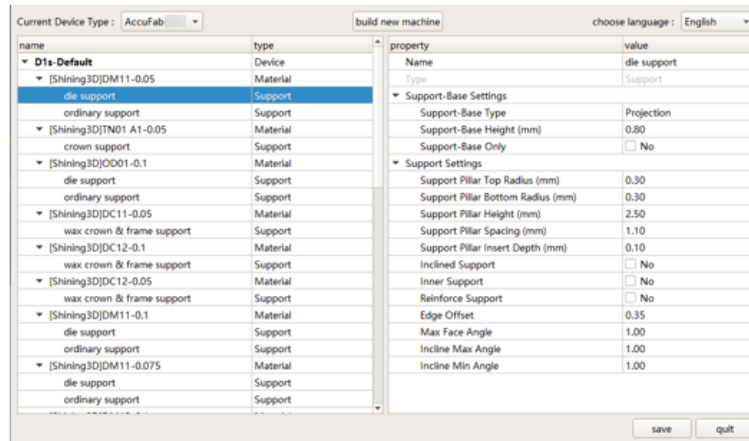 Current Device Type : AccuFab
build new machine
choose language : English
name type
D1s-Default Device
[Shining3D]DM11-0.05 Material
die support Support
ordinary support Support
[Shining3D]TN01 A1-0.05 Material
crown support Support
[Shining3D]OD01-0.1 Material
die support Support
ordinary support Support
[Shining3D]DC11-0.05 Material
wax crown & frame support Support
[Shining3D]DC12-0.1 Material
wax crown & frame support Support
[Shining3D]DC12-0.05 Material
wax crown & frame support Support
[Shining3D]DM11-0.1 Material
die support Support
ordinary support Support
[Shining3D]DM11-0.075 Material
die support Support
ordinary support Support
property value
Name die support
Type Support
Support-Base Settings
Support-Base Type Projection
Support-Base Height (mm) 0.80
Support-Base Only No
Support Settings
Support Pillar Top Radius (mm) 0.30
Support Pillar Bottom Radius (mm) 0.30
Support Pillar Height (mm) 2.50
Support Pillar Spacing (mm) 1.10
Support Pillar Insert Depth (mm) 0.10
Inclined Support No
Inner Support No
Reinforce Support No
Edge Offset 0.35
Max Face Angle 1.00
Incline Max Angle 1.00
Incline Min Angle 1.00
save quit